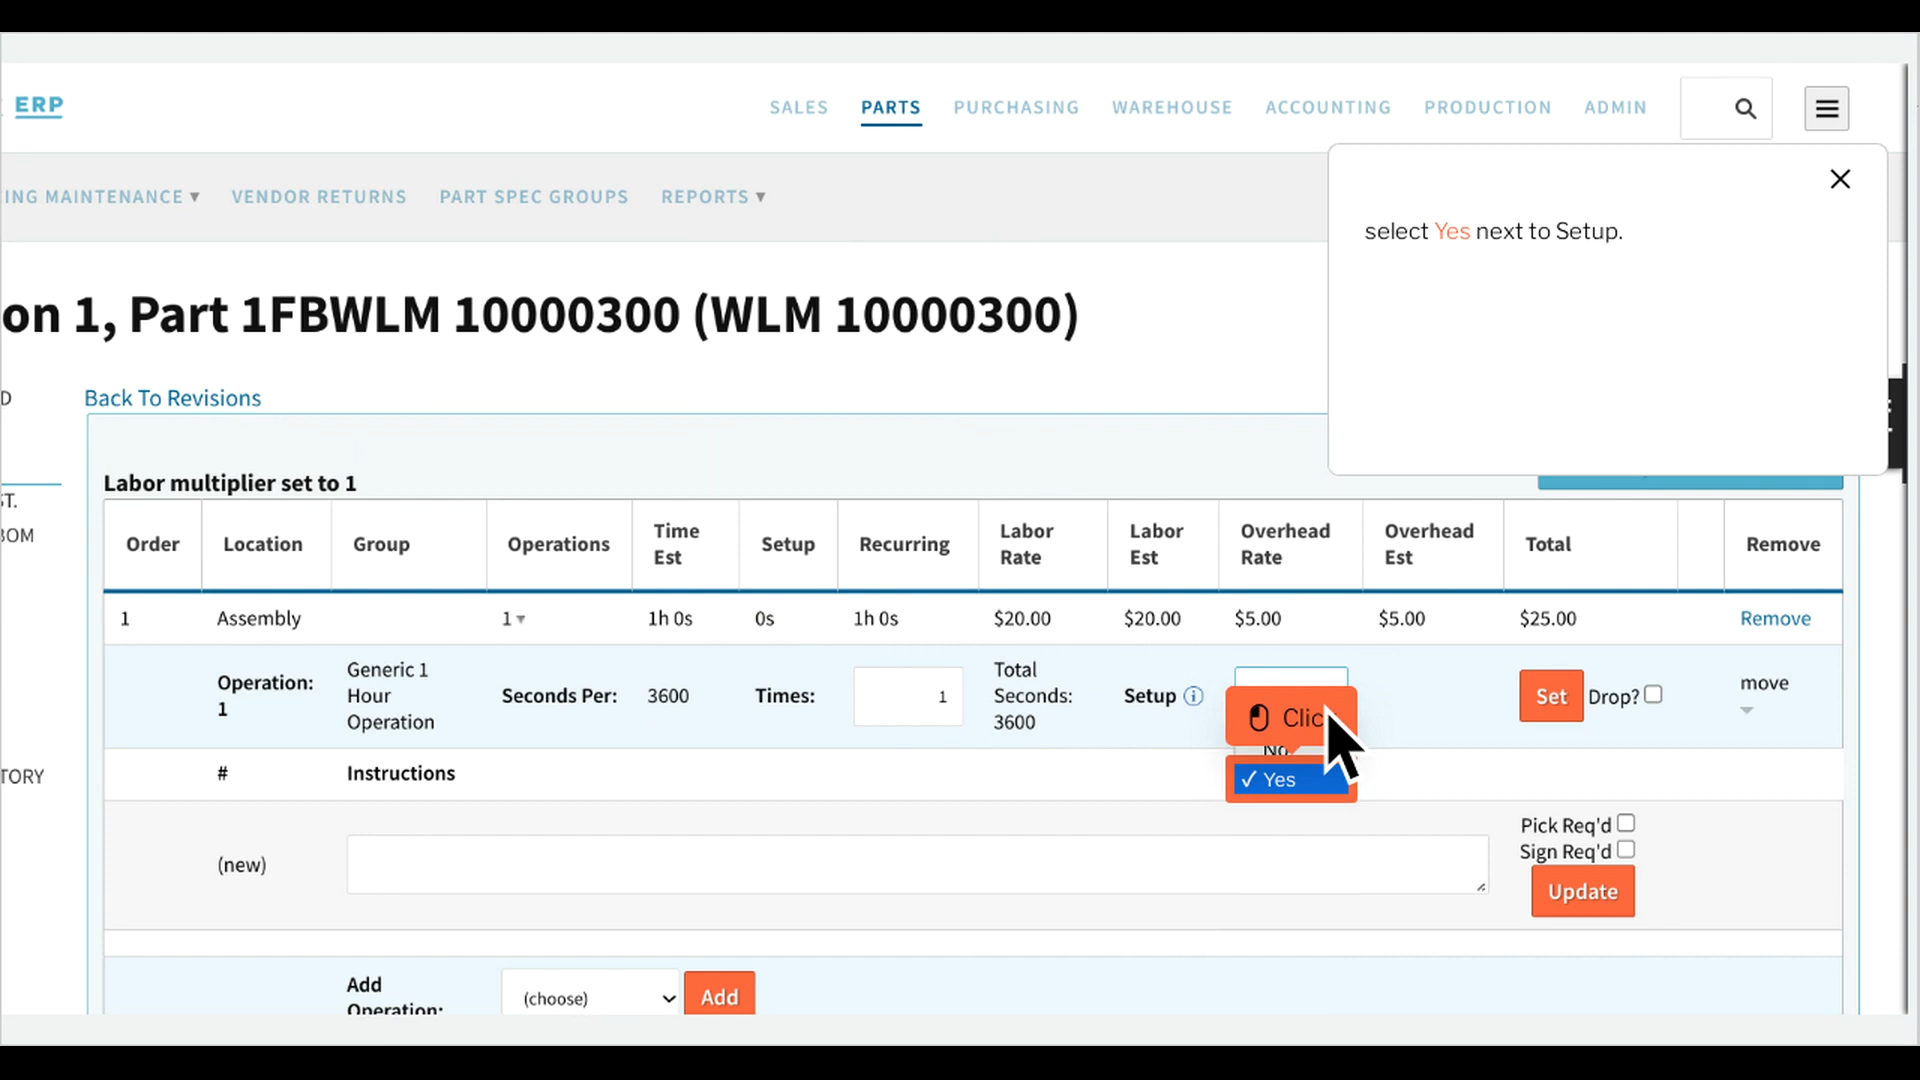 ERP
SALES PARTS PURCHASING WAREHOUSE ACCOUNTING PRODUCTION ADMIN
ING MAINTENANCE ▾ VENDOR RETURNS PART SPEC GROUPS REPORTS ▾
select Yes next to Setup.
on 1, Part 1FBWLM 10000300 (WLM 10000300)
D
Back To Revisions
Labor multiplier set to 1
ST.
BOM
TORY
Order Location Group Operations Time Est Setup Recurring Labor Rate Labor Est Overhead Rate Overhead Est Total Remove
1 Assembly 1 ▾ 1h 0s 0s 1h 0s $20.00 $20.00 $5.00 $5.00 $25.00 Remove
Operation: 1 Generic 1 Hour Operation Seconds Per: 3600 Times: 1 Total Seconds: 3600 Setup Set Drop? move
Clic
No
✓ Yes
# Instructions
(new)
Pick Req'd
Sign Req'd
Update
Add Operation: (choose) Add